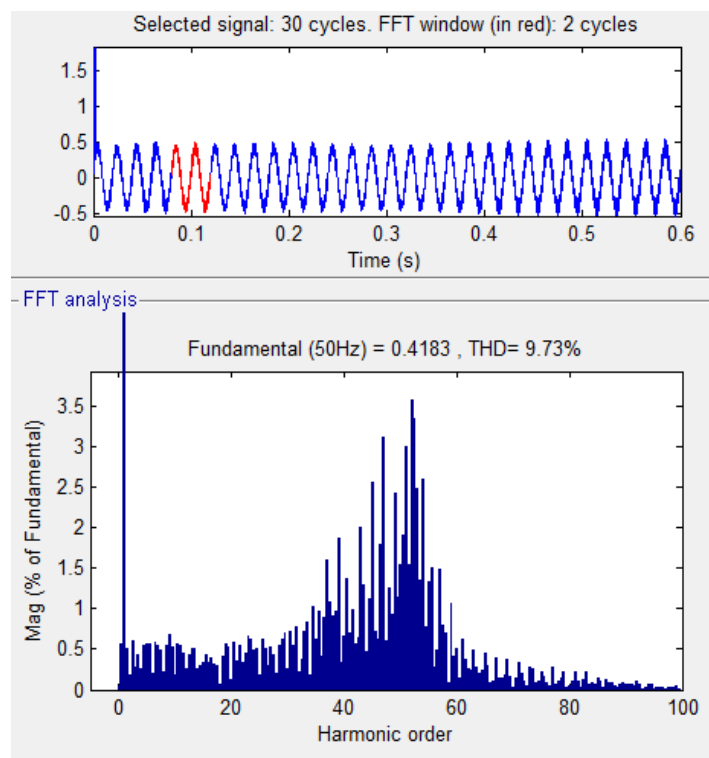 Selected signal: 30 cycles. FFT window (in red): 2 cycles
1.5
1
0.5
0
-0.5
0 0.1 0.2 0.3 0.4 0.5 0.6
Time (s)
FFT analysis
Fundamental (50Hz) = 0.4183 , THD= 9.73%
Mag (% of Fundamental)
3.5
3
2.5
2
1.5
1
0.5
0
0 20 40 60 80 100
Harmonic order